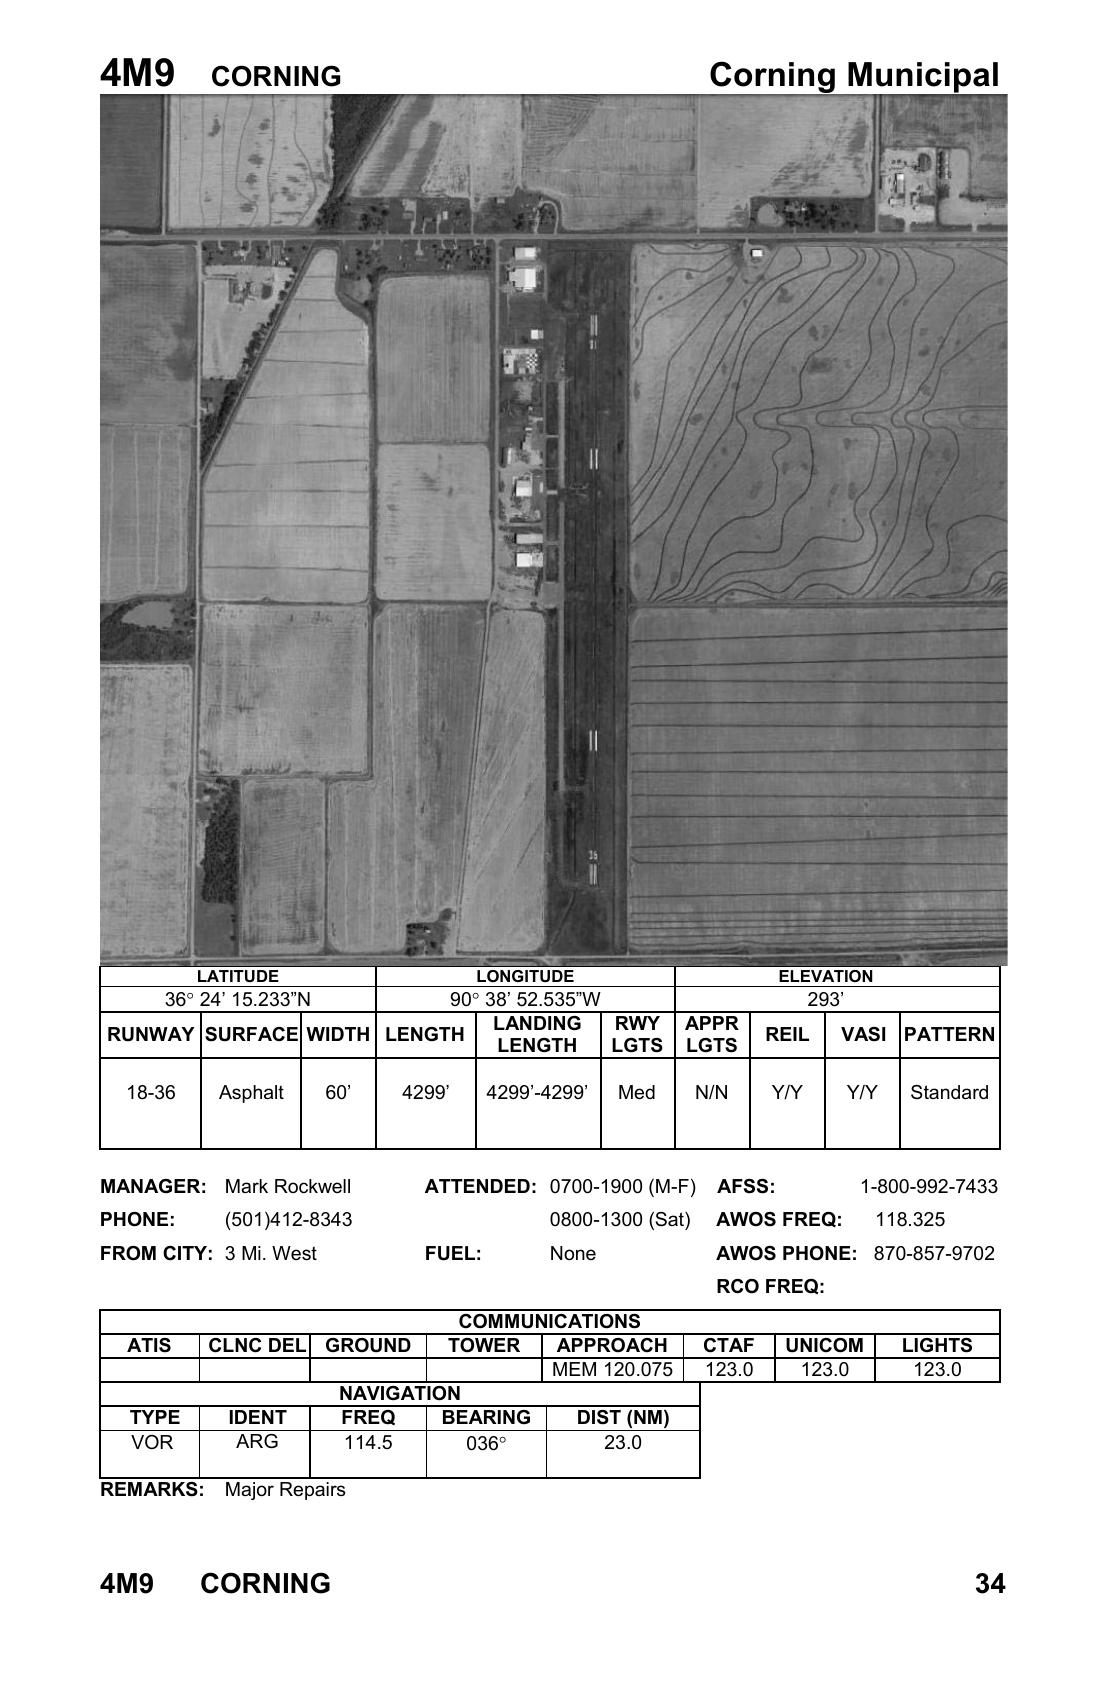 4M9 CORNING Corning Municipal
36
LATITUDE LONGITUDE ELEVATION
36° 24’ 15.233”N 90° 38’ 52.535”W 293’
RUNWAY SURFACE WIDTH LENGTH LANDING LENGTH RWY LGTS APPR LGTS REIL VASI PATTERN
18-36 Asphalt 60’ 4299’ 4299’-4299’ Med N/N Y/Y Y/Y Standard
MANAGER: Mark Rockwell ATTENDED: 0700-1900 (M-F) AFSS: 1-800-992-7433
PHONE: (501)412-8343 0800-1300 (Sat) AWOS FREQ: 118.325
FROM CITY: 3 Mi. West FUEL: None AWOS PHONE: 870-857-9702
RCO FREQ:
COMMUNICATIONS
ATIS CLNC DEL GROUND TOWER APPROACH CTAF UNICOM LIGHTS
MEM 120.075 123.0 123.0 123.0
NAVIGATION
TYPE IDENT FREQ BEARING DIST (NM)
VOR ARG 114.5 036° 23.0
REMARKS: Major Repairs
4M9 CORNING 34